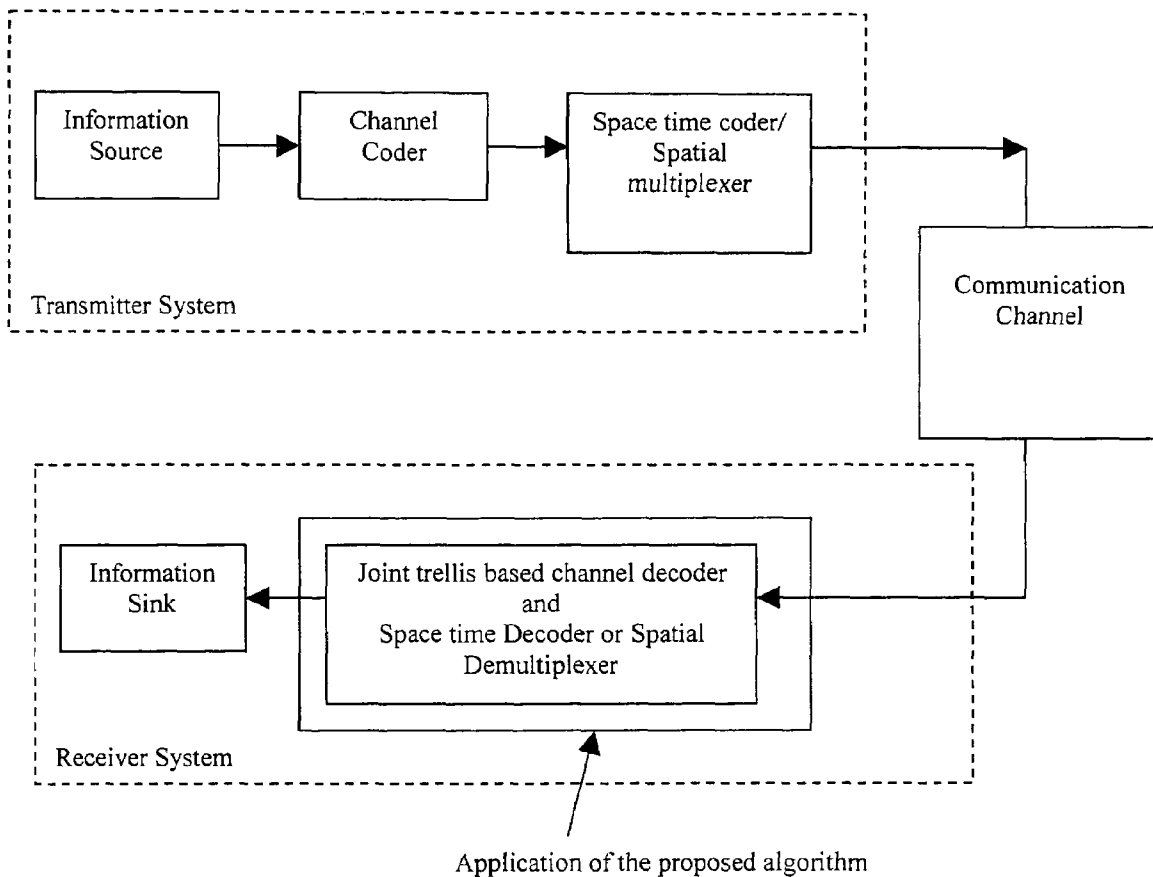 Information
Source
Channel
Coder
Space time coder/
Spatial
multiplexer
Transmitter System
Communication
Channel
Information
Sink
Joint trellis based channel decoder
and
Space time Decoder or Spatial
Demultiplexer
Receiver System
Application of the proposed algorithm